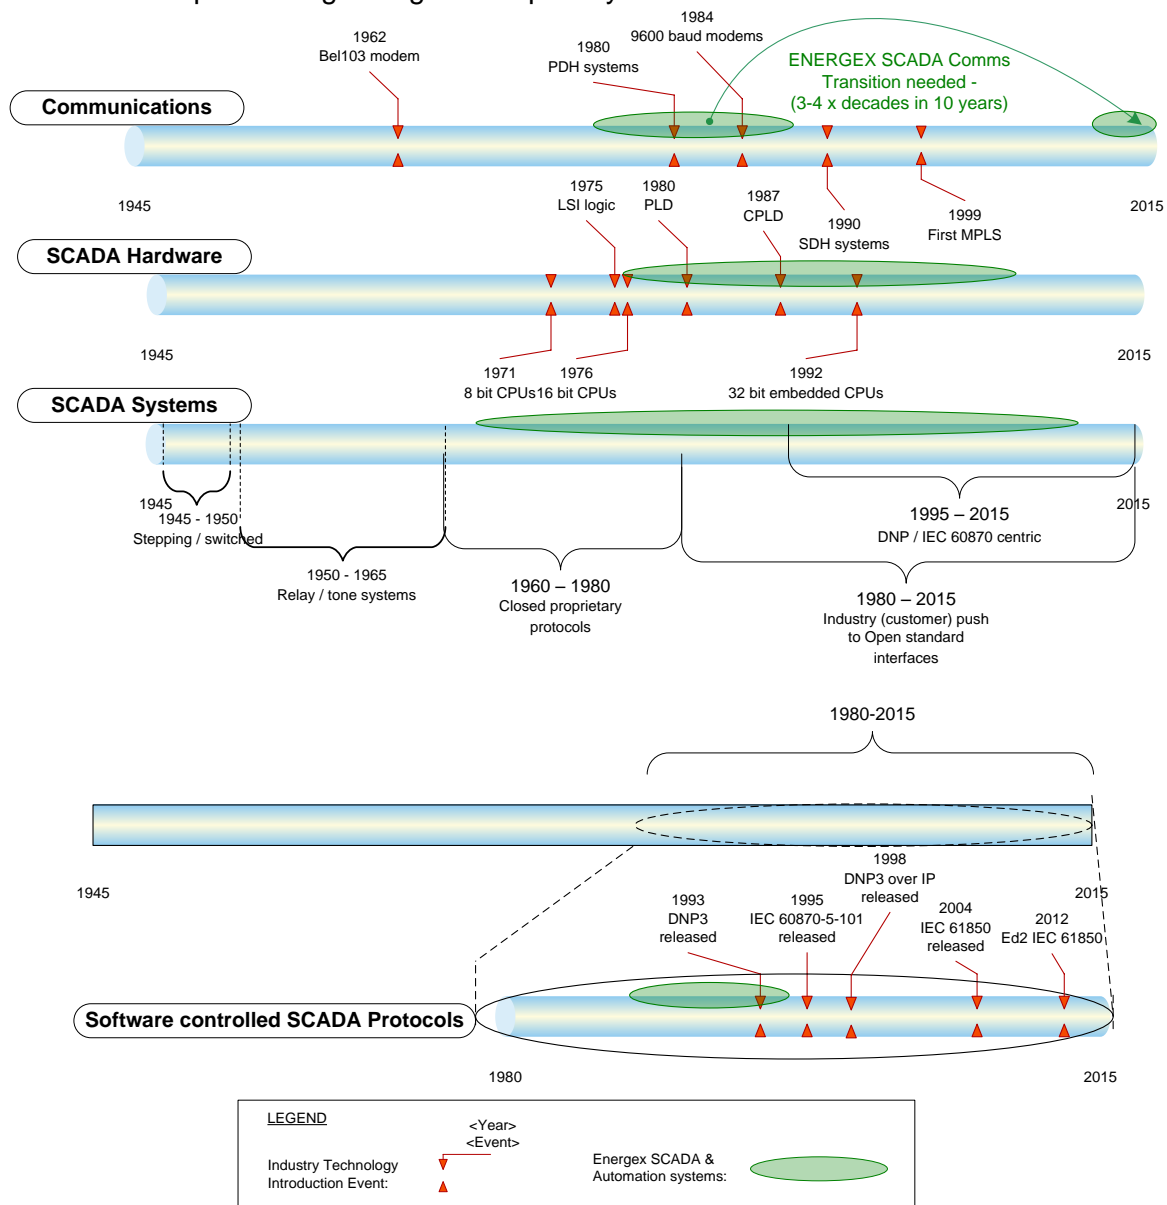 1962
Bel103 modem
1980
PDH systems
1984
9600 baud modems
ENERGEX SCADA Comms
Transition needed -
(3-4 x decades in 10 years)
Communications
1945
2015
1975
LSI logic
1980
PLD
1987
CPLD
1990
SDH systems
1999
First MPLS
SCADA Hardware
1945
2015
1971
8 bit CPUs
1976
16 bit CPUs
1992
32 bit embedded CPUs
SCADA Systems
1945
2015
1945 - 1950
Stepping / switched
1950 - 1965
Relay / tone systems
1960 – 1980
Closed proprietary
protocols
1995 – 2015
DNP / IEC 60870 centric
1980 – 2015
Industry (customer) push
to Open standard
interfaces
1980-2015
1945
2015
1993
DNP3
released
1995
IEC 60870-5-101
released
1998
DNP3 over IP
released
2004
IEC 61850
released
2012
Ed2 IEC 61850
Software controlled SCADA Protocols
1980
2015
LEGEND
<Year>
<Event>
Industry Technology
Introduction Event:
Energex SCADA &
Automation systems: